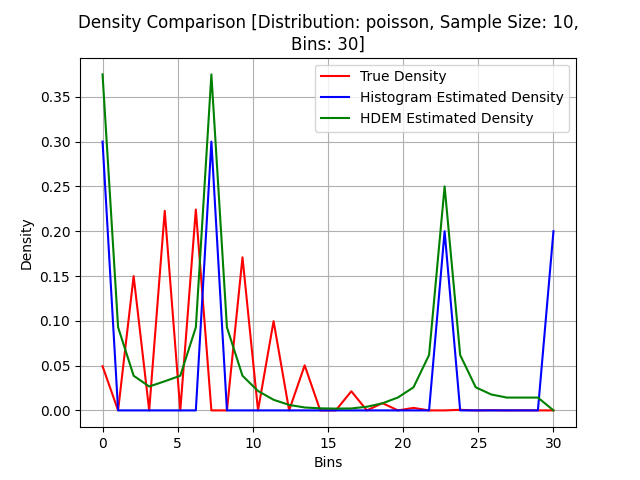 Density Comparison [Distribution: poisson, Sample Size: 10,
Bins: 30]
True Density
Histogram Estimated Density
HDEM Estimated Density
Density
0.35
0.30
0.25
0.20
0.15
0.10
0.05
0.00
0 5 10 15 20 25 30
Bins